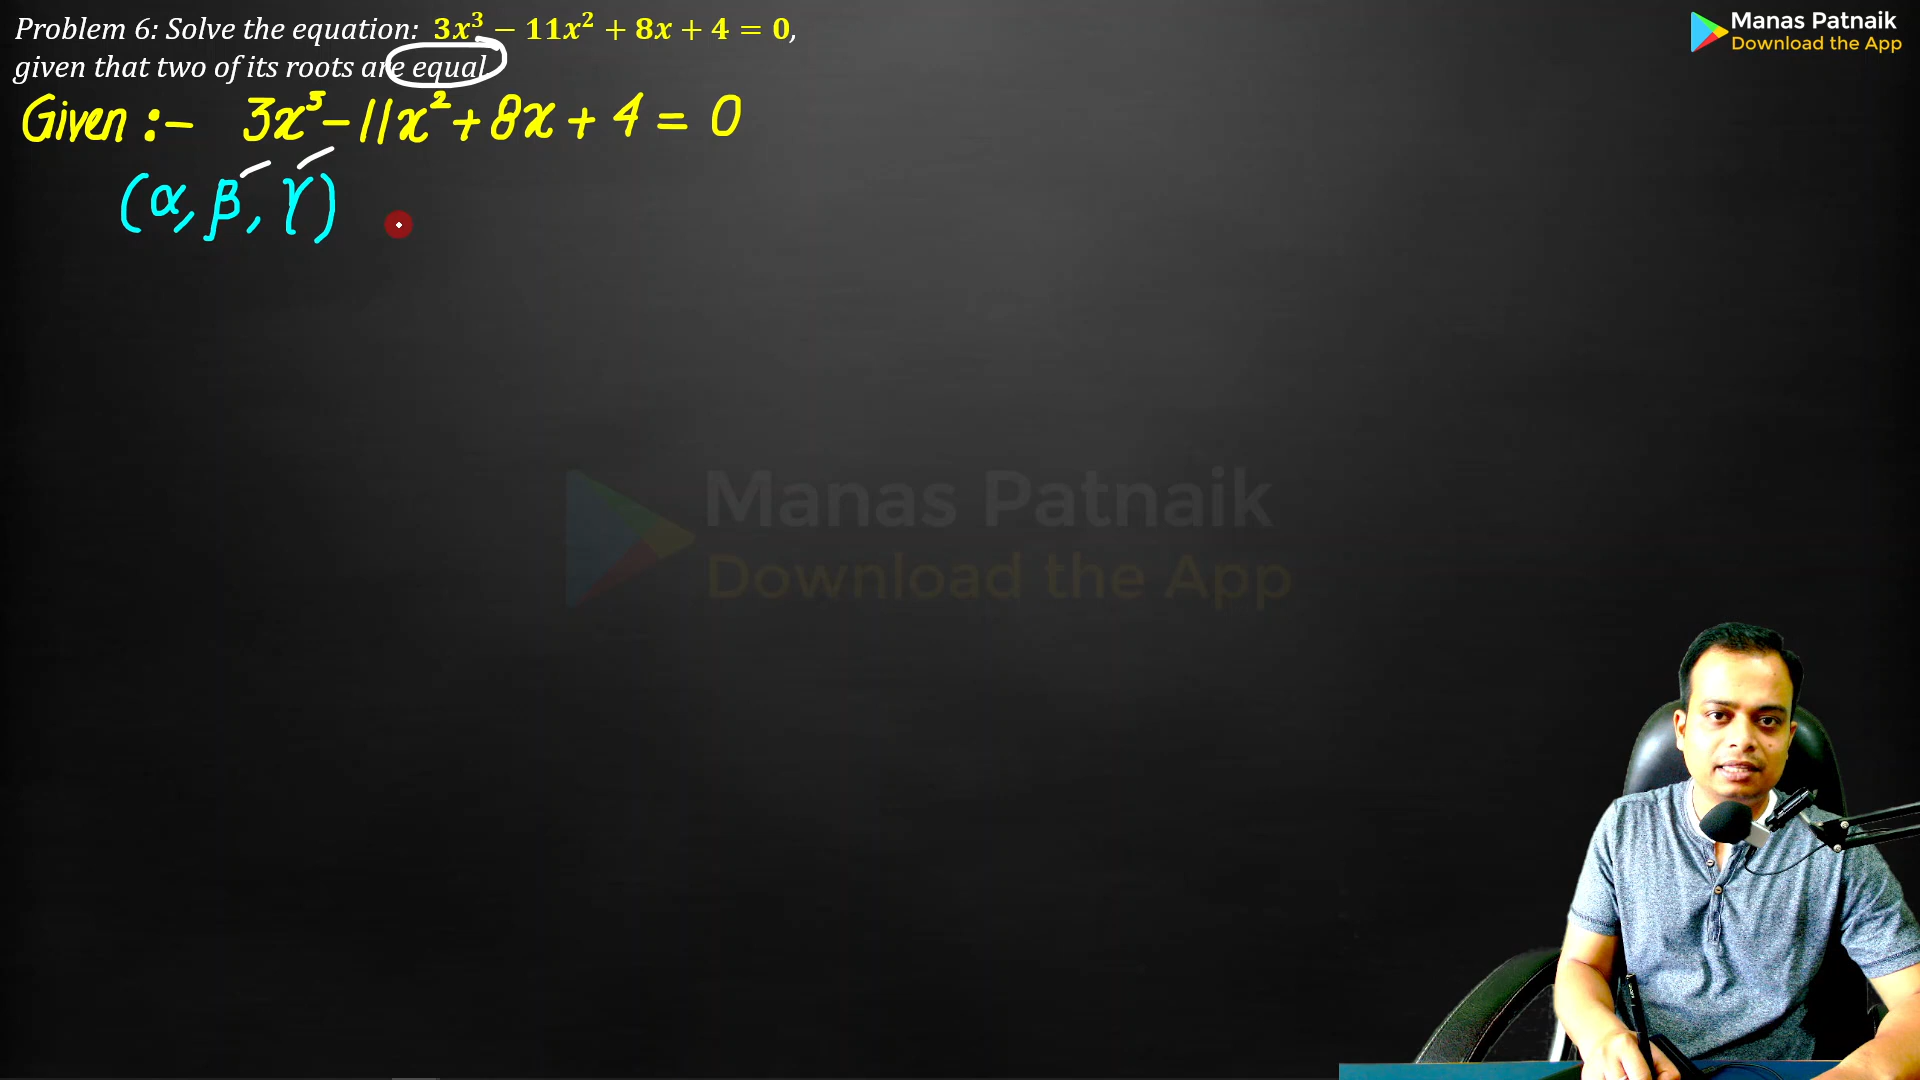 Problem 6: Solve the equation: 3x³ − 11x² + 8x + 4 = 0,
given that two of its roots are equal
Given :- 3x³-11x²+8x+4 = 0
(α, β, γ)
Manas Patnaik
Download the App
Manas Patnaik
Download the App